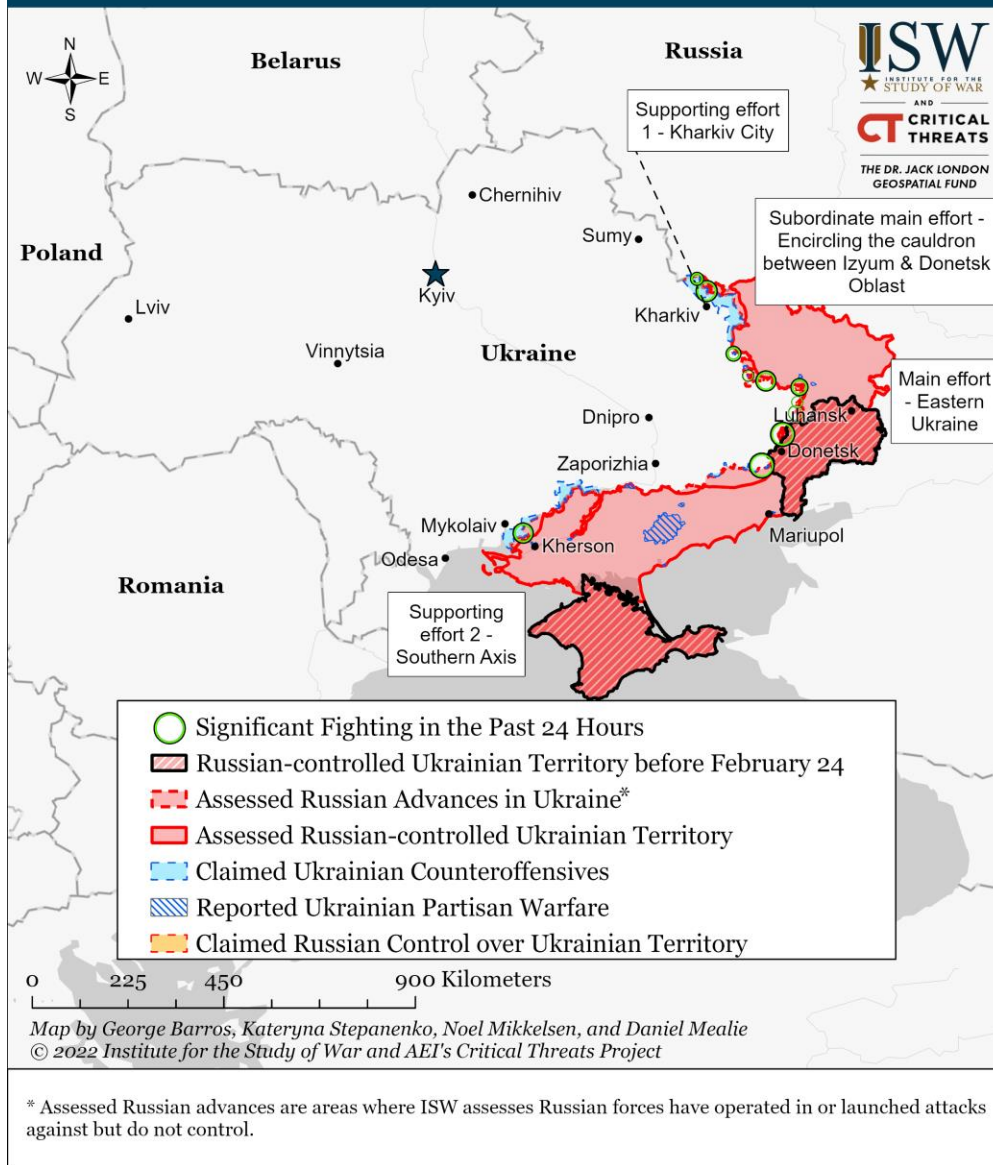 N
W
E
S
Belarus
Russia
ISW
INSTITUTE FOR THE
STUDY OF WAR
AND
CT CRITICAL
THREATS
THE DR. JACK LONDON
GEOSPATIAL FUND
Supporting effort
1 - Kharkiv City
Chernihiv
Subordinate main effort -
Encircling the cauldron
between Izyum & Donetsk
Oblast
Sumy
Poland
Kyiv
Lviv
Kharkiv
Vinnytsia
Ukraine
Main effort
- Eastern
Ukraine
Dnipro
Luhansk
Donetsk
Zaporizhia
Mykolaiv
Mariupol
Kherson
Odesa
Romania
Supporting
effort 2 -
Southern Axis
Significant Fighting in the Past 24 Hours
Russian-controlled Ukrainian Territory before February 24
Assessed Russian Advances in Ukraine*
Assessed Russian-controlled Ukrainian Territory
Claimed Ukrainian Counteroffensives
Reported Ukrainian Partisan Warfare
Claimed Russian Control over Ukrainian Territory
0 225 450 900 Kilometers
Map by George Barros, Kateryna Stepanenko, Noel Mikkelsen, and Daniel Mealie
© 2022 Institute for the Study of War and AEI's Critical Threats Project
* Assessed Russian advances are areas where ISW assesses Russian forces have operated in or launched attacks
against but do not control.